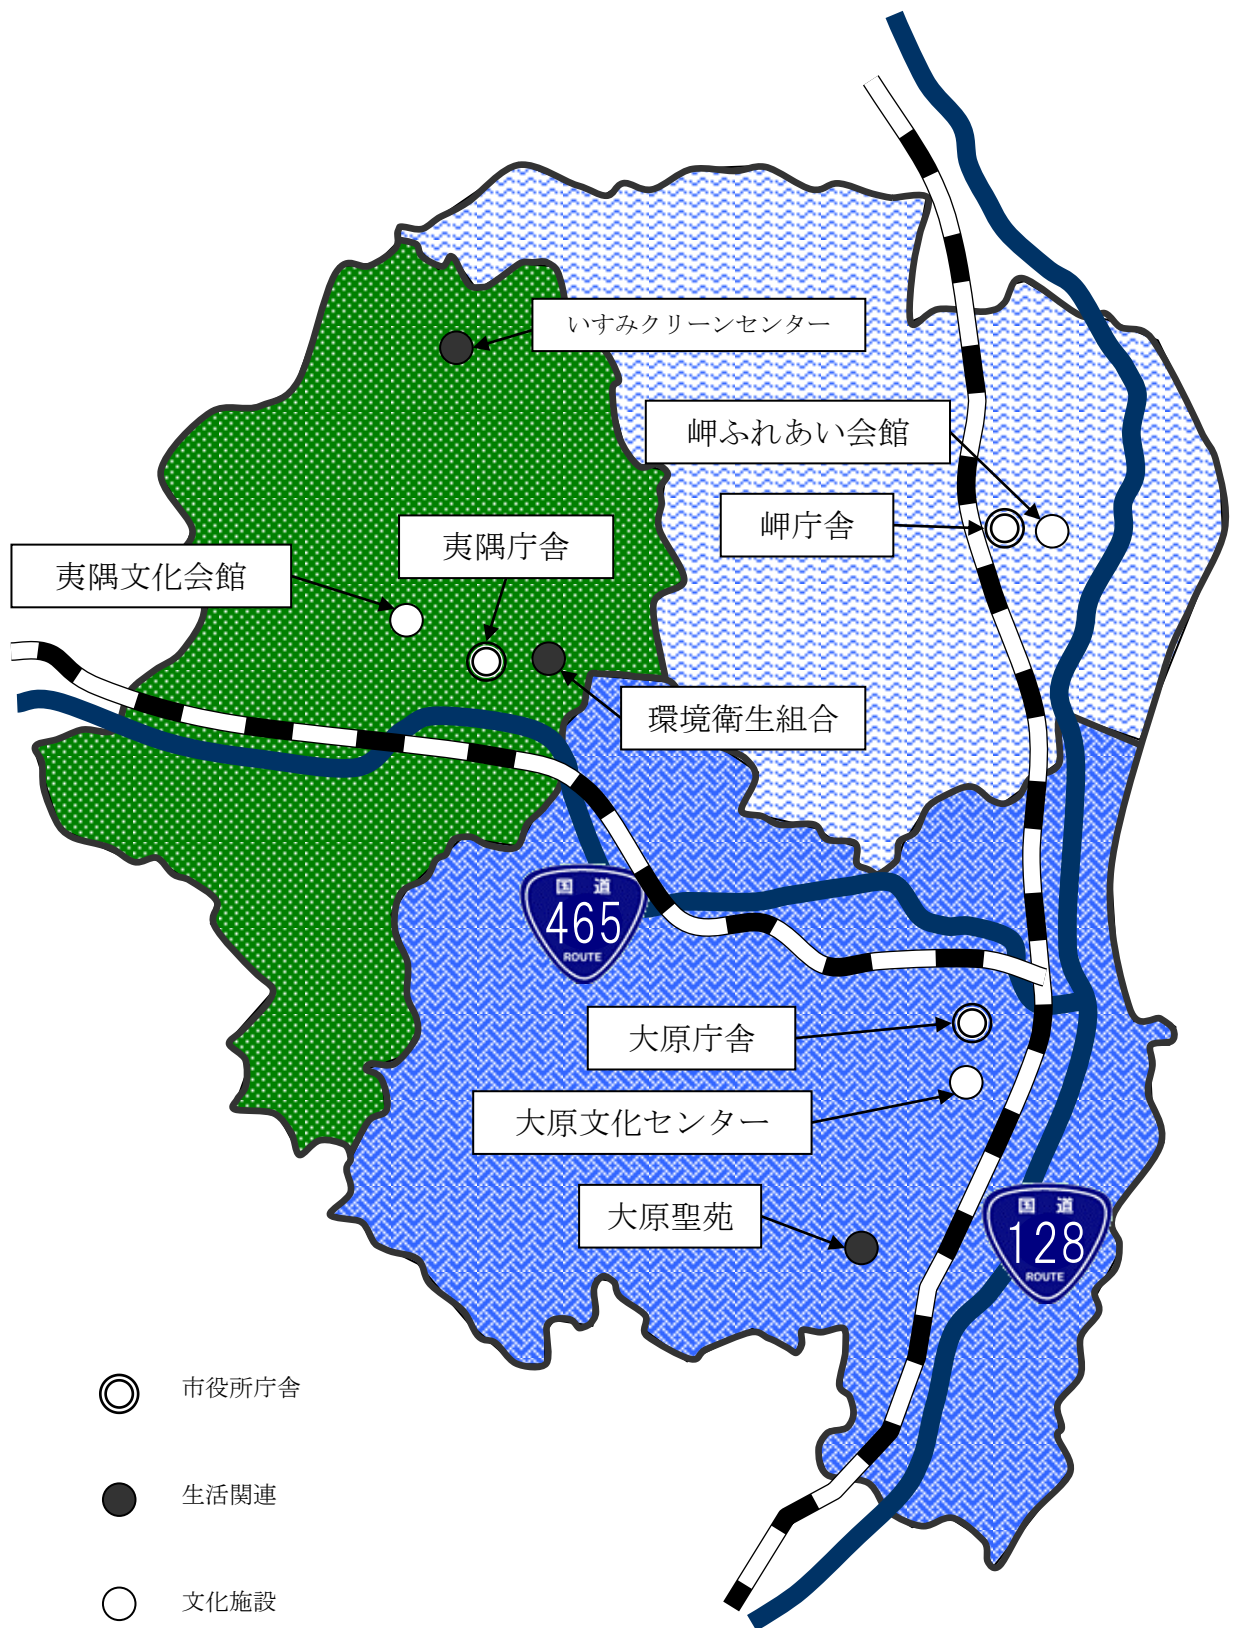 いすみクリーンセンター
岬ふれあい会館
岬庁舎
夷隅庁舎
夷隅文化会館
環境衛生組合
国道
465
ROUTE
大原庁舎
大原文化センター
大原聖苑
国道
128
ROUTE
市役所庁舎
生活関連
文化施設